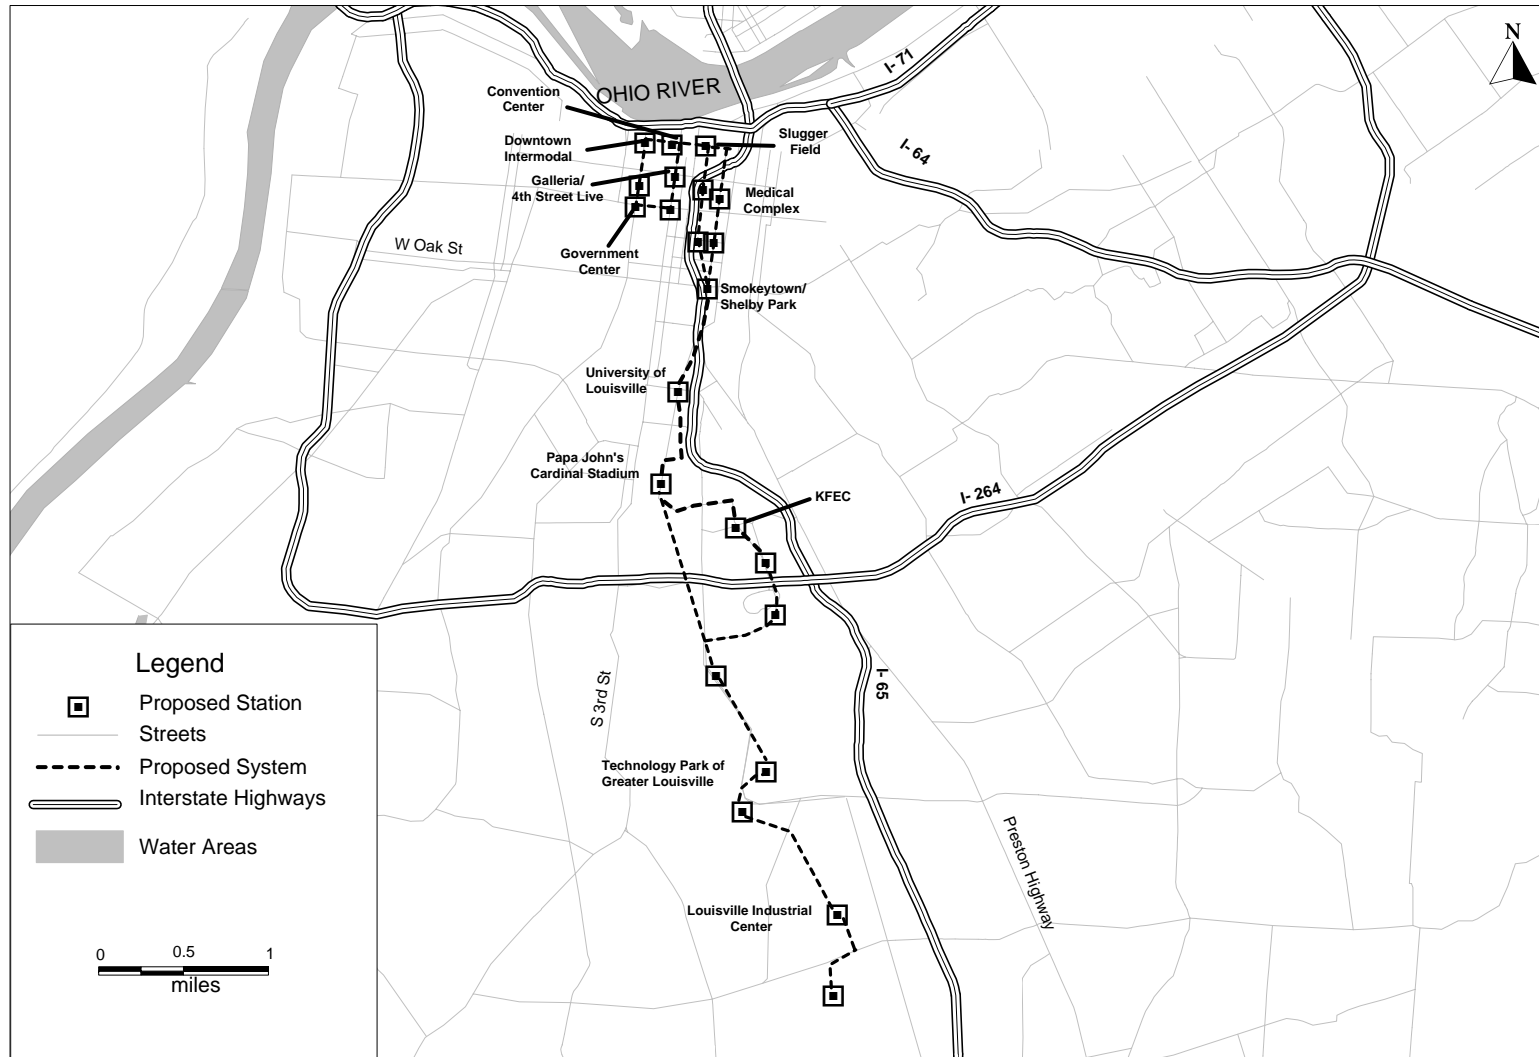 N
I- 71
OHIO RIVER
Convention
Center
Downtown
Intermodal
Slugger
Field
I- 64
Galleria/
4th Street Live
Medical
Complex
W Oak St
Government
Center
Smokeytown/
Shelby Park
University of
Louisville
Papa John's
Cardinal Stadium
KFEC
I- 264
S 3rd St
I- 65
Technology Park of
Greater Louisville
Preston Highway
Louisville Industrial
Center
Legend
Proposed Station
Streets
Proposed System
Interstate Highways
Water Areas
0 0.5 1
miles